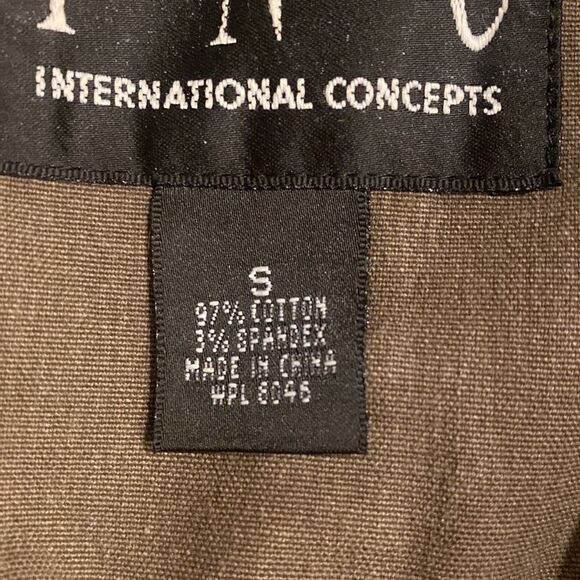 I N C
INTERNATIONAL CONCEPTS
S
97% COTTON
3% SPANDEX
MADE IN CHINA
WPL 8046